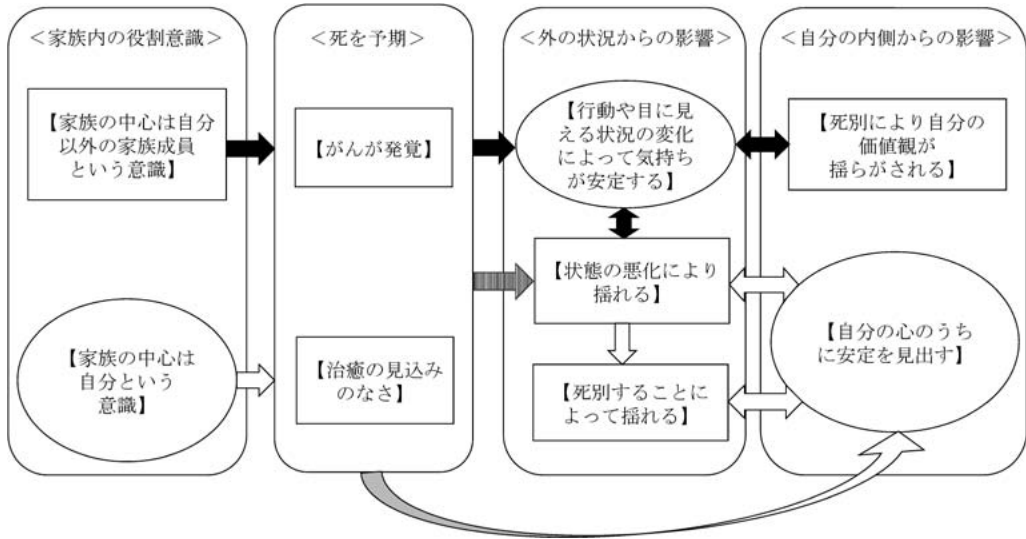 ＜家族内の役割意識＞
【家族の中心は自分
以外の家族成員
という意識】
【家族の中心は
自分という
意識】
＜死を予期＞
【がんが発覚】
【治癒の見込み
のなさ】
＜外の状況からの影響＞
【行動や目に見
える状況の変化
によって気持ち
が安定する】
【状態の悪化により
揺れる】
【死別することに
よって揺れる】
＜自分の内側からの影響＞
【死別により自分の
価値観が
揺らがされる】
【自分の心のうち
に安定を見出す】